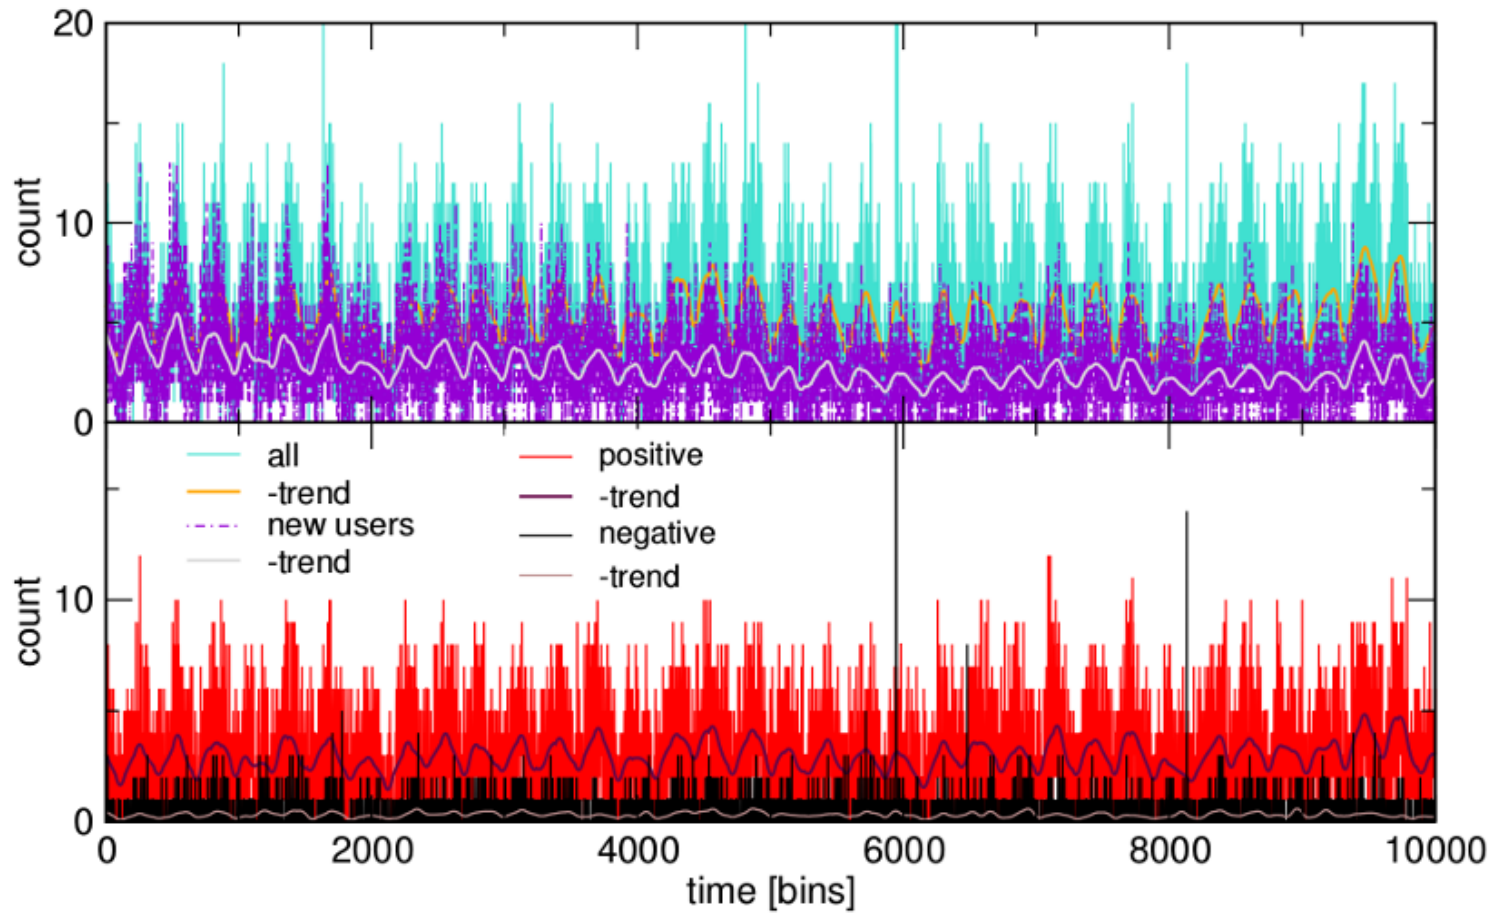 20
10
0
count
all
-trend
new users
-trend
positive
-trend
negative
-trend
10
0
count
0 2000 4000 6000 8000 10000
time [bins]